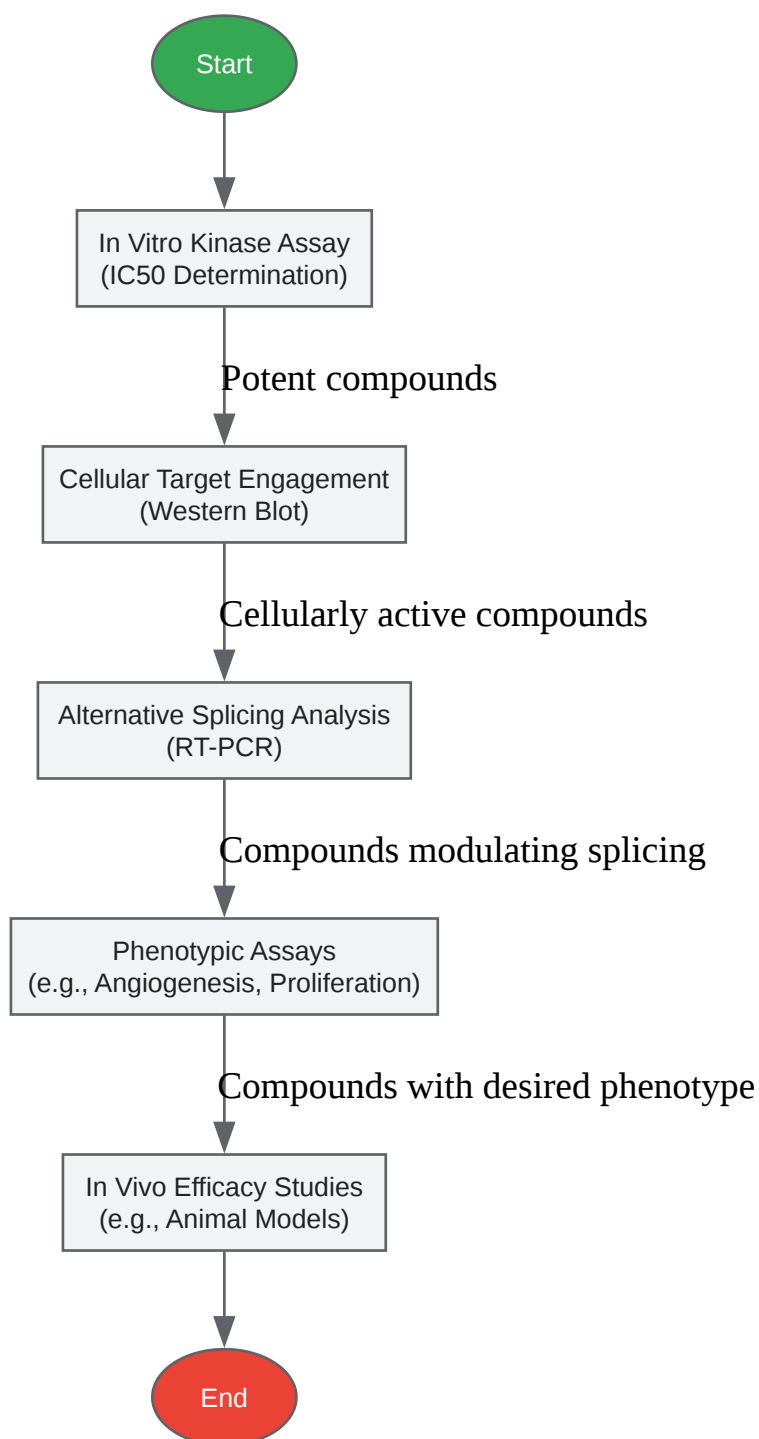 Start
In Vitro Kinase Assay
(IC50 Determination)
Potent compounds
Cellular Target Engagement
(Western Blot)
Cellularly active compounds
Alternative Splicing Analysis
(RT-PCR)
Compounds modulating splicing
Phenotypic Assays
(e.g., Angiogenesis, Proliferation)
Compounds with desired phenotype
In Vivo Efficacy Studies
(e.g., Animal Models)
End